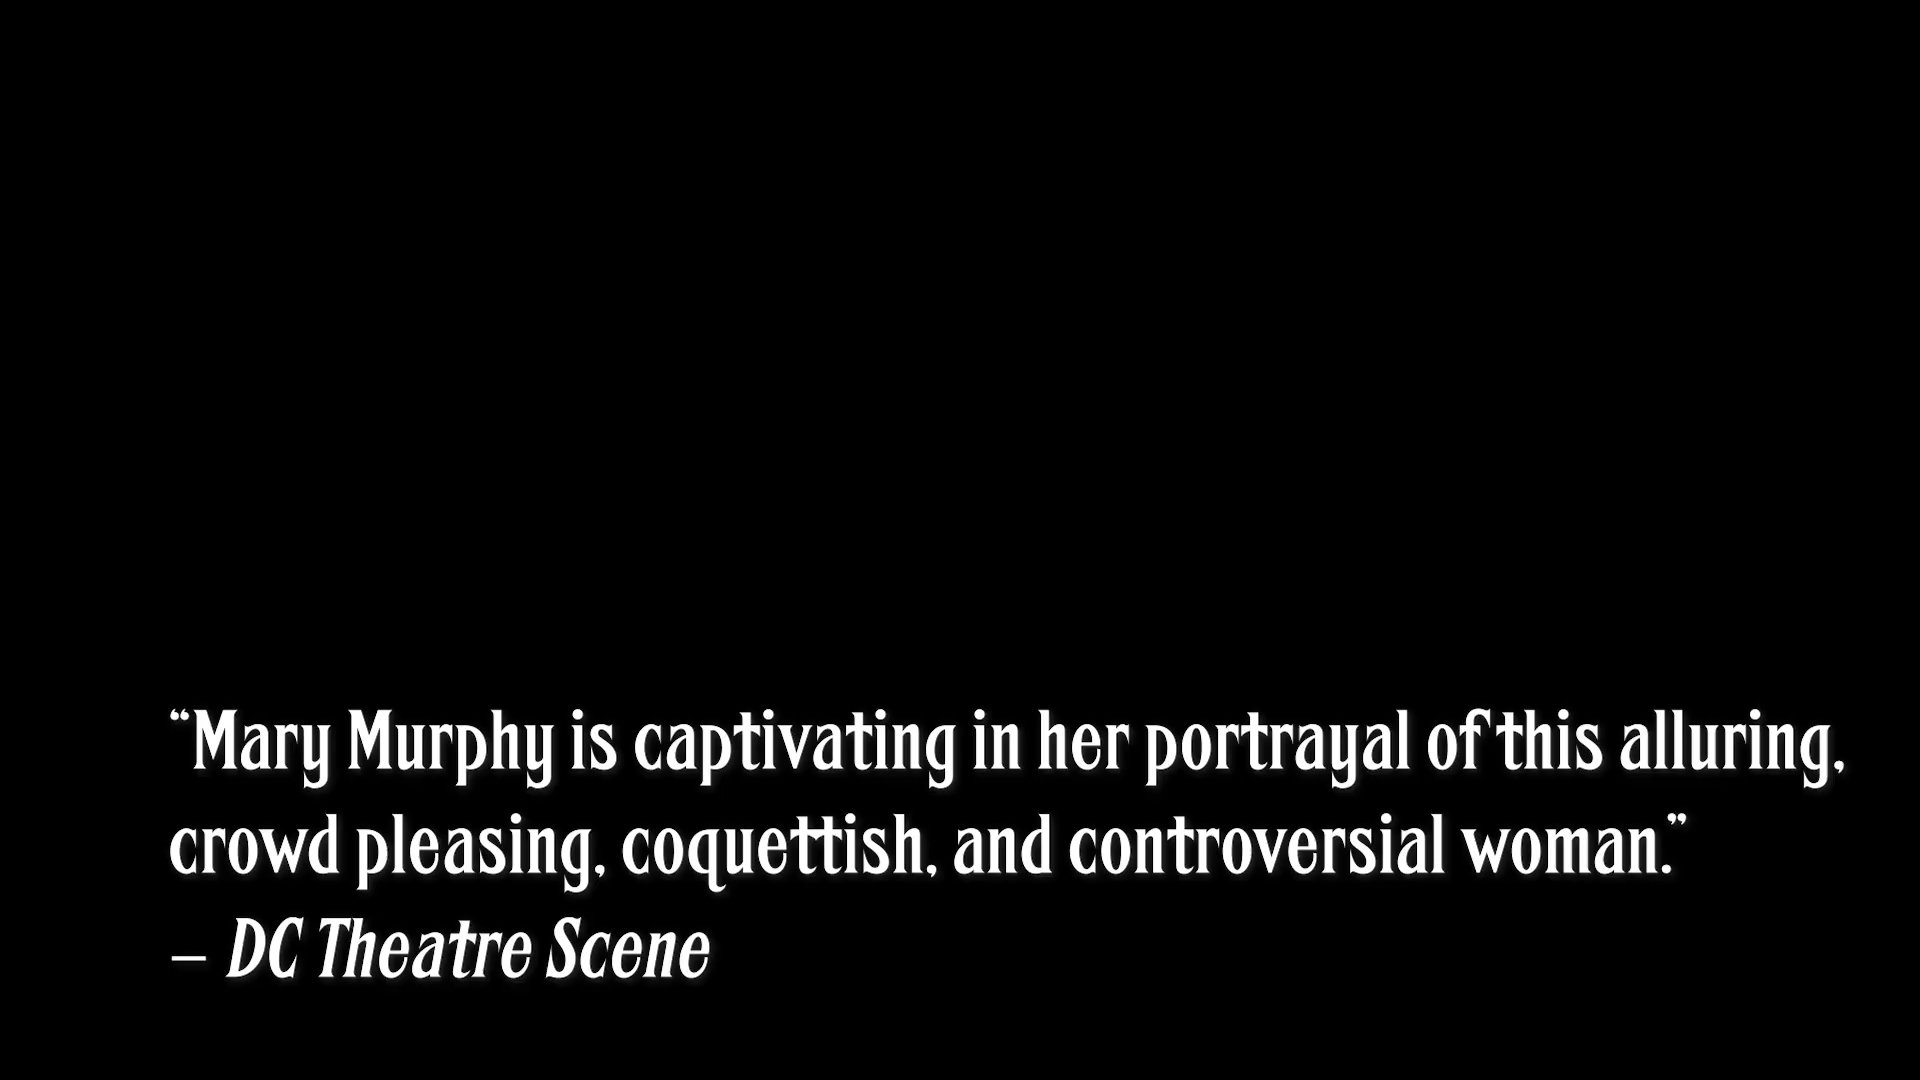 “Mary Murphy is captivating in her portrayal of this alluring,
crowd pleasing, coquettish, and controversial woman.”
– DC Theatre Scene